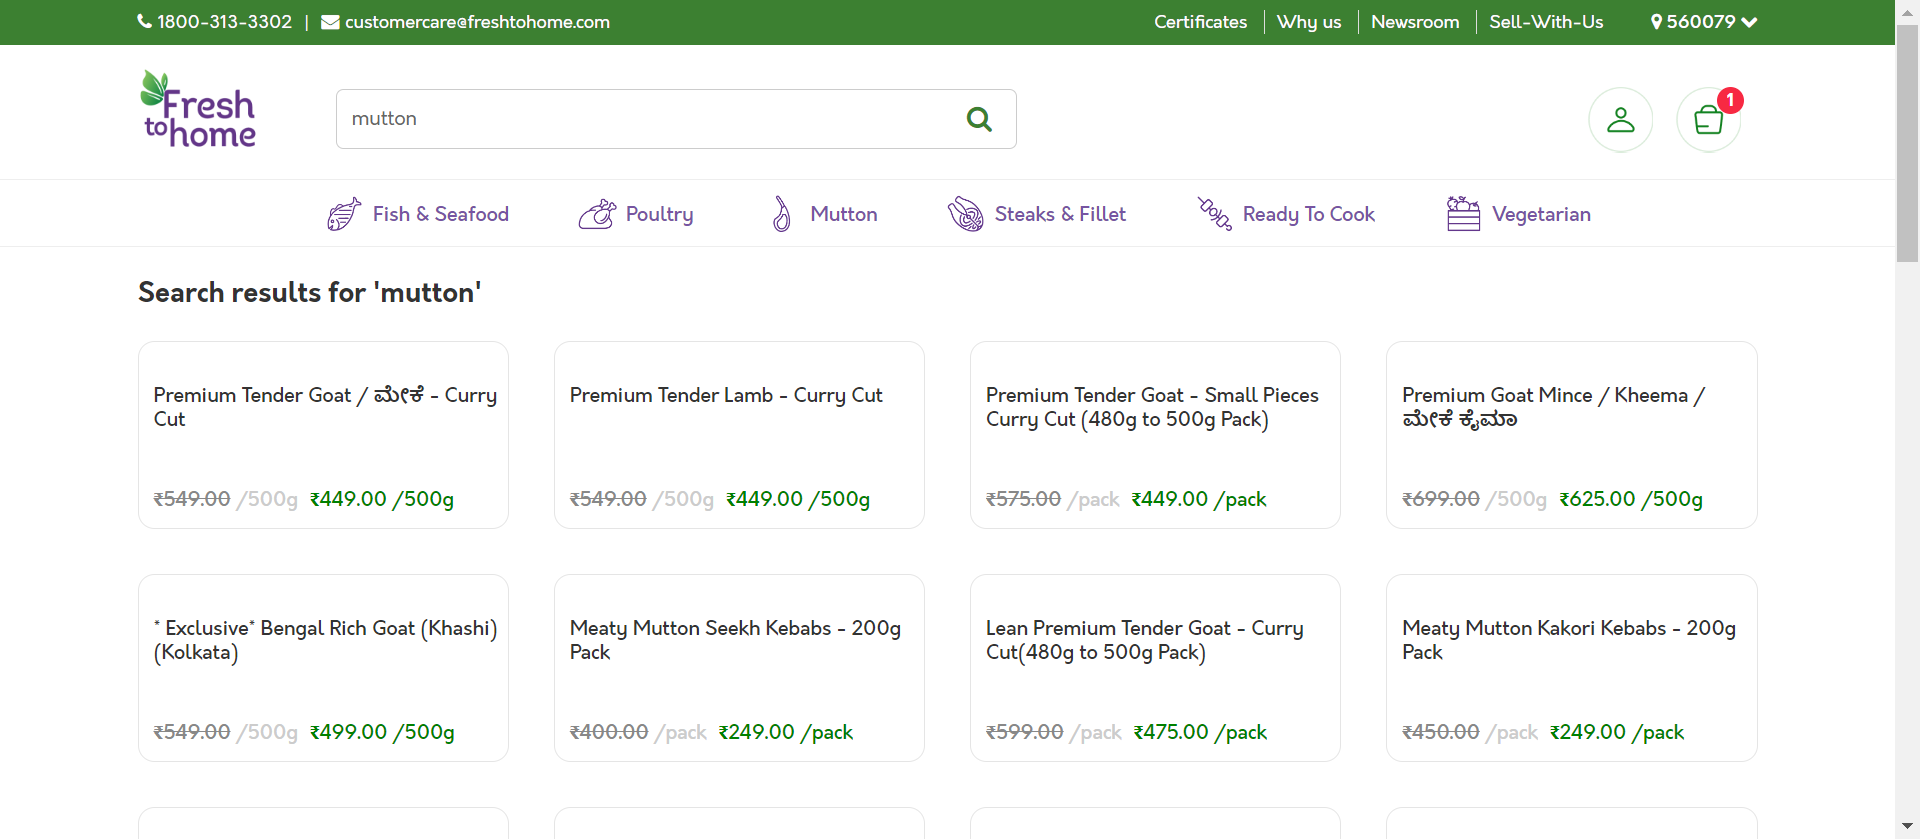 1800-313-3302 | customercare@freshtohome.com
Certificates Why us Newsroom Sell-With-Us 560079
Fresh
to home
mutton
1
Fish & Seafood Poultry Mutton Steaks & Fillet Ready To Cook Vegetarian
Search results for 'mutton'
Premium Tender Goat / ಮೇಕೆ - Curry
Cut
₹549.00 /500g ₹449.00 /500g
Premium Tender Lamb - Curry Cut
₹549.00 /500g ₹449.00 /500g
Premium Tender Goat - Small Pieces
Curry Cut (480g to 500g Pack)
₹575.00 /pack ₹449.00 /pack
Premium Goat Mince / Kheema /
ಮೇಕೆ ಕೈಮಾ
₹699.00 /500g ₹625.00 /500g
* Exclusive* Bengal Rich Goat (Khashi)
(Kolkata)
₹549.00 /500g ₹499.00 /500g
Meaty Mutton Seekh Kebabs - 200g
Pack
₹400.00 /pack ₹249.00 /pack
Lean Premium Tender Goat - Curry
Cut(480g to 500g Pack)
₹599.00 /pack ₹475.00 /pack
Meaty Mutton Kakori Kebabs - 200g
Pack
₹450.00 /pack ₹249.00 /pack